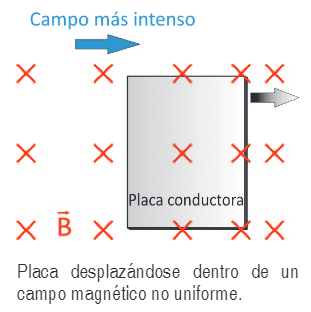 Campo más intenso
Placa conductora
B
Placa desplazándose dentro de un
campo magnético no uniforme.